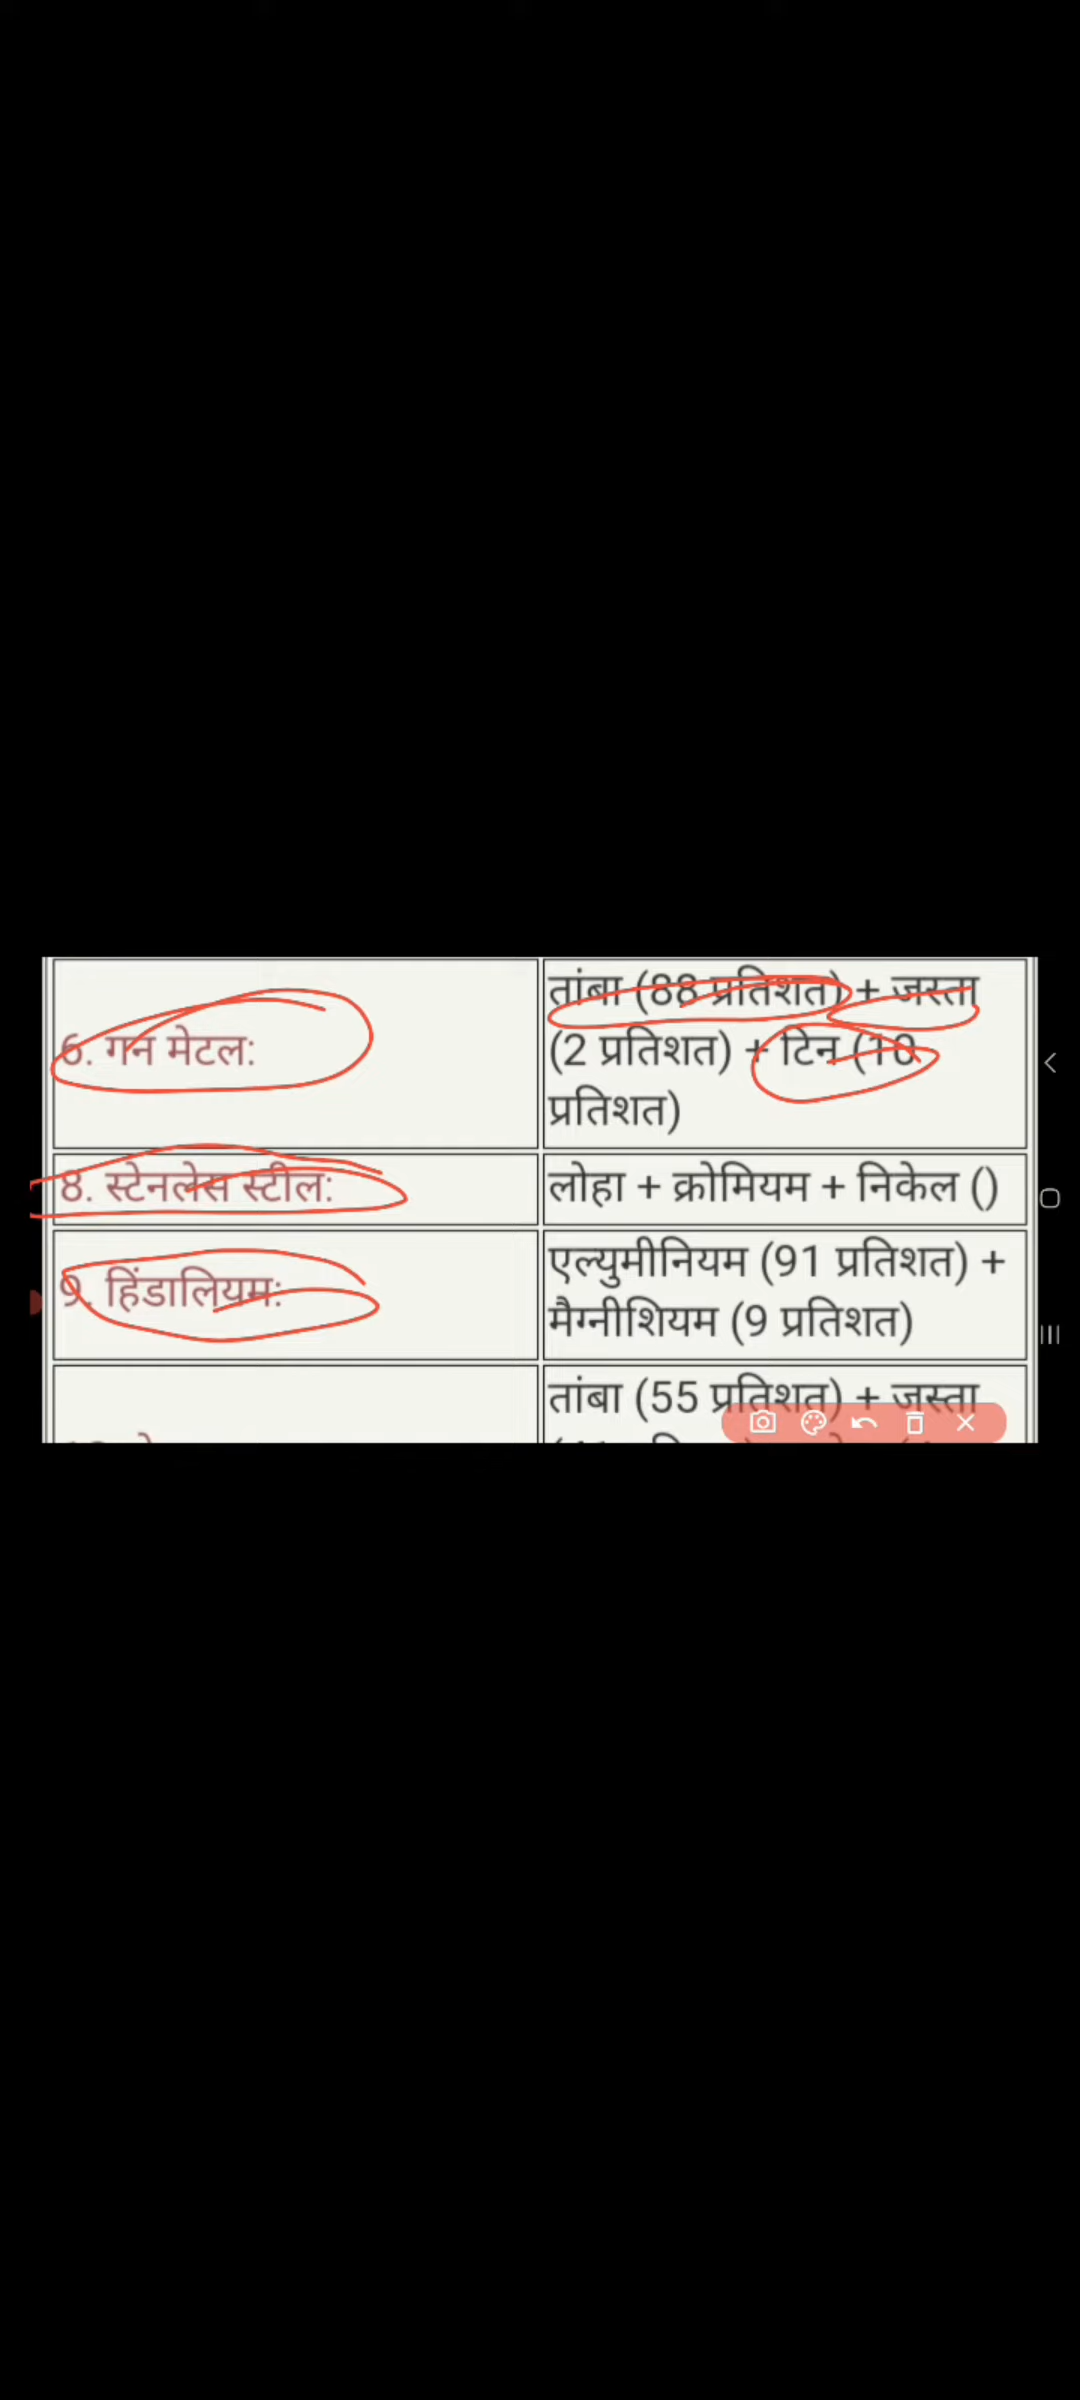 तांबा (88 प्रतिशत) + जस्ता
6. गन मेटल:
(2 प्रतिशत) + टिन (10
प्रतिशत)
8. स्टेनलेस स्टील:
लोहा + क्रोमियम + निकेल ()
9. हिंडालियम:
एल्युमीनियम (91 प्रतिशत) +
मैग्नीशियम (9 प्रतिशत)
तांबा (55 प्रतिशत) + जस्ता